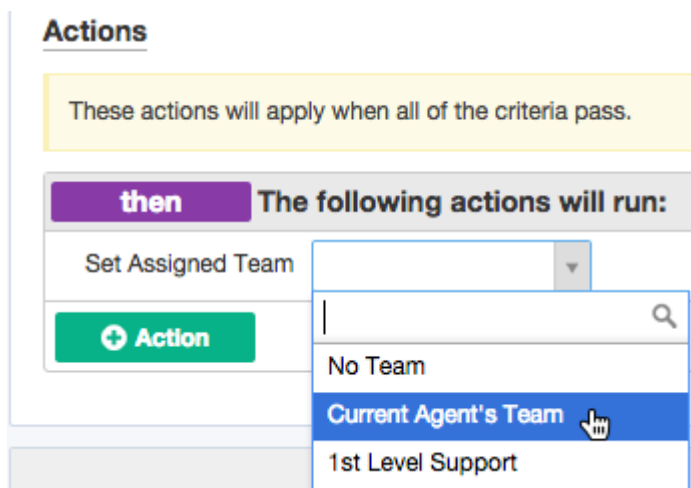 Actions
These actions will apply when all of the criteria pass.
then The following actions will run:
Set Assigned Team
Action
No Team
Current Agent's Team
1st Level Support